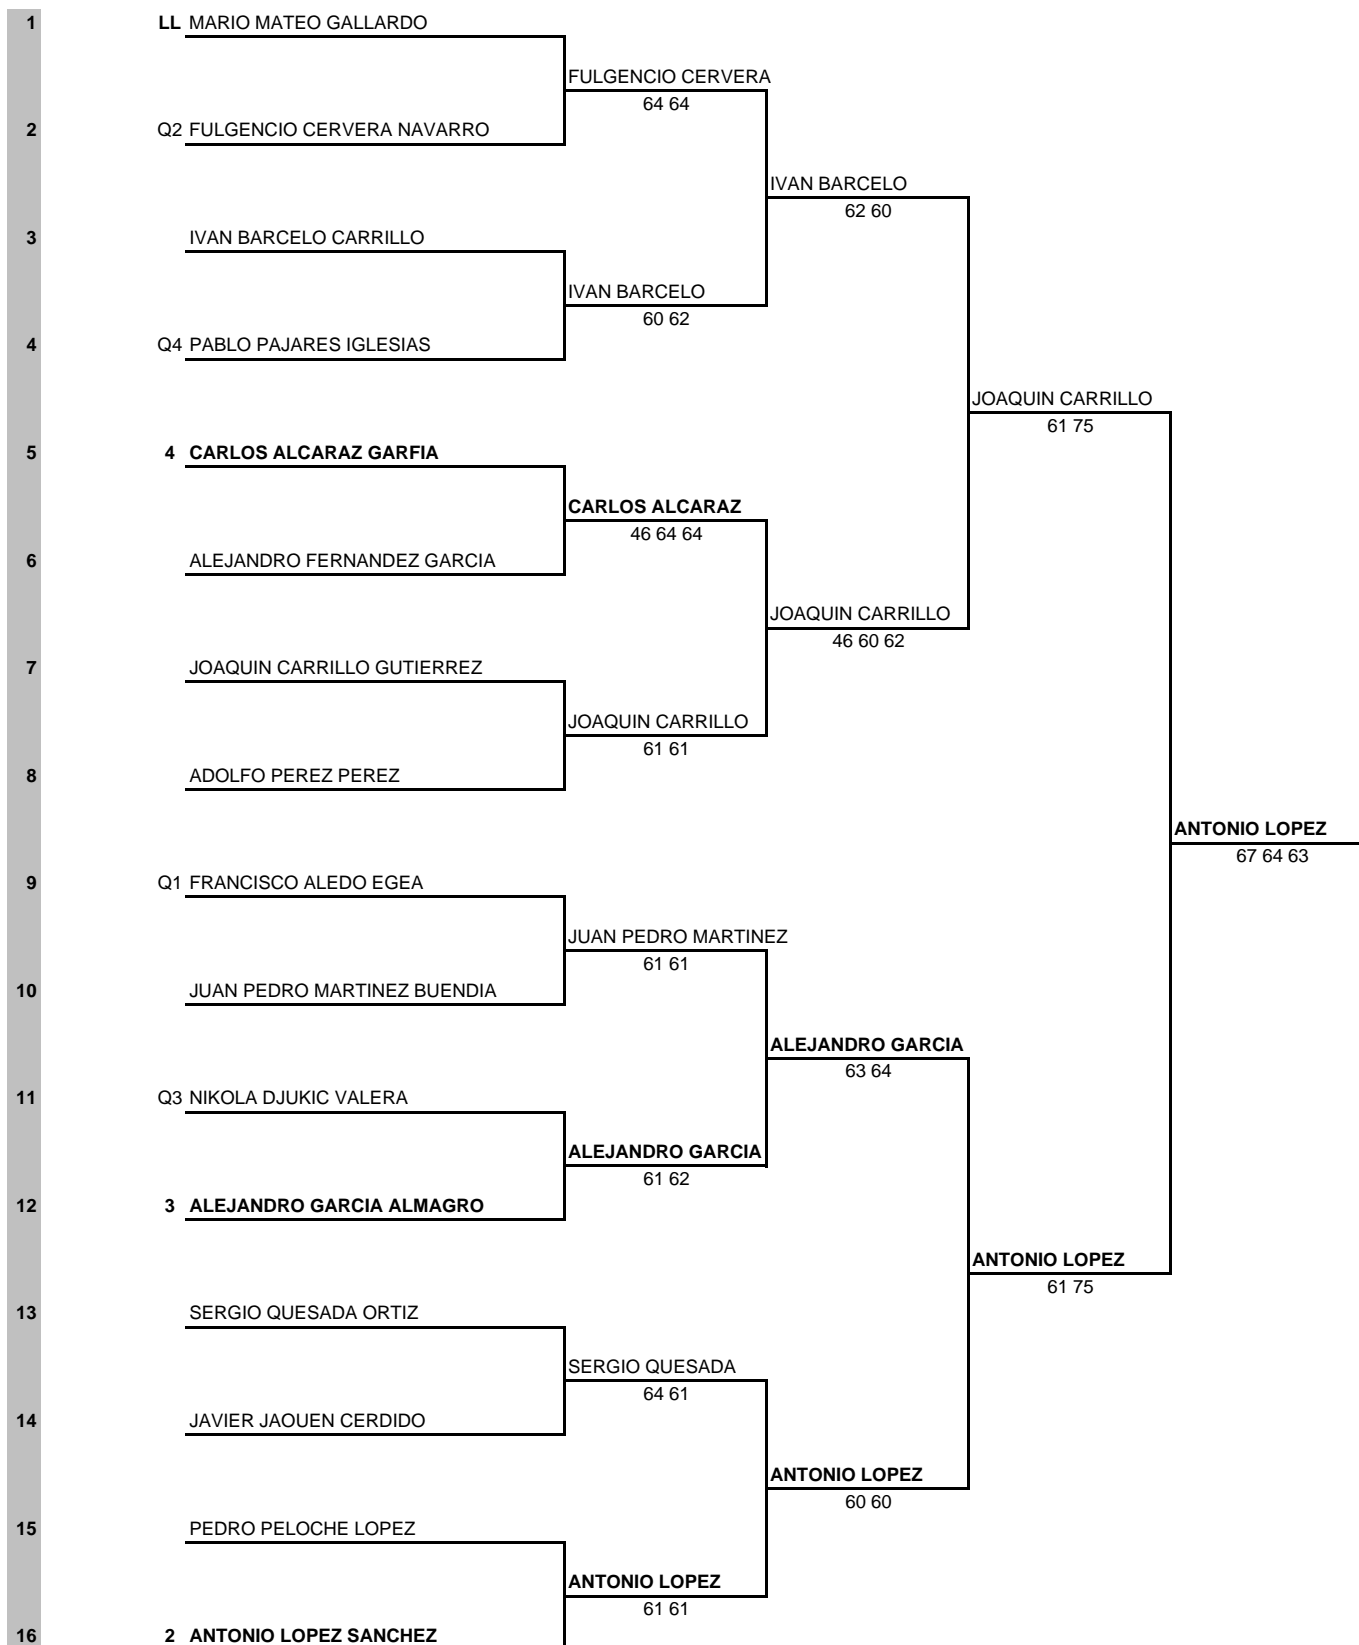 1 LL MARIO MATEO GALLARDO
FULGENCIO CERVERA
64 64
2 Q2 FULGENCIO CERVERA NAVARRO
IVAN BARCELO
62 60
3 IVAN BARCELO CARRILLO
IVAN BARCELO
60 62
4 Q4 PABLO PAJARES IGLESIAS
JOAQUIN CARRILLO
61 75
5 4 CARLOS ALCARAZ GARFIA
CARLOS ALCARAZ
46 64 64
6 ALEJANDRO FERNANDEZ GARCIA
JOAQUIN CARRILLO
46 60 62
7 JOAQUIN CARRILLO GUTIERREZ
JOAQUIN CARRILLO
61 61
8 ADOLFO PEREZ PEREZ
ANTONIO LOPEZ
67 64 63
9 Q1 FRANCISCO ALEDO EGEA
JUAN PEDRO MARTINEZ
61 61
10 JUAN PEDRO MARTINEZ BUENDIA
ALEJANDRO GARCIA
63 64
11 Q3 NIKOLA DJUKIC VALERA
ALEJANDRO GARCIA
61 62
12 3 ALEJANDRO GARCIA ALMAGRO
ANTONIO LOPEZ
61 75
13 SERGIO QUESADA ORTIZ
SERGIO QUESADA
64 61
14 JAVIER JAOUEN CERDIDO
ANTONIO LOPEZ
60 60
15 PEDRO PELOCHE LOPEZ
ANTONIO LOPEZ
61 61
16 2 ANTONIO LOPEZ SANCHEZ